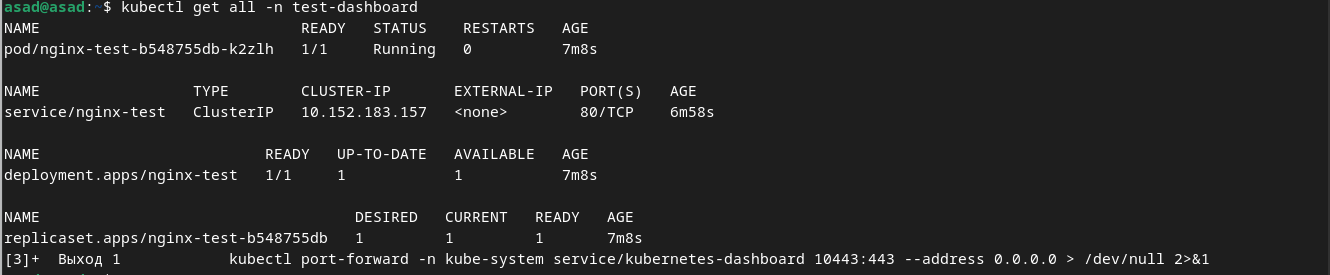 asad@asad:~$ kubectl get all -n test-dashboard
NAME                             READY   STATUS    RESTARTS   AGE
pod/nginx-test-b548755db-k2zlh   1/1     Running   0          7m8s
NAME                 TYPE        CLUSTER-IP       EXTERNAL-IP   PORT(S)   AGE
service/nginx-test   ClusterIP   10.152.183.157   <none>        80/TCP    6m58s
NAME                         READY   UP-TO-DATE   AVAILABLE   AGE
deployment.apps/nginx-test   1/1     1            1           7m8s
NAME                                   DESIRED   CURRENT   READY   AGE
replicaset.apps/nginx-test-b548755db   1         1         1       7m8s
[3]+  Выход 1            kubectl port-forward -n kube-system service/kubernetes-dashboard 10443:443 --address 0.0.0.0 > /dev/null 2>&1